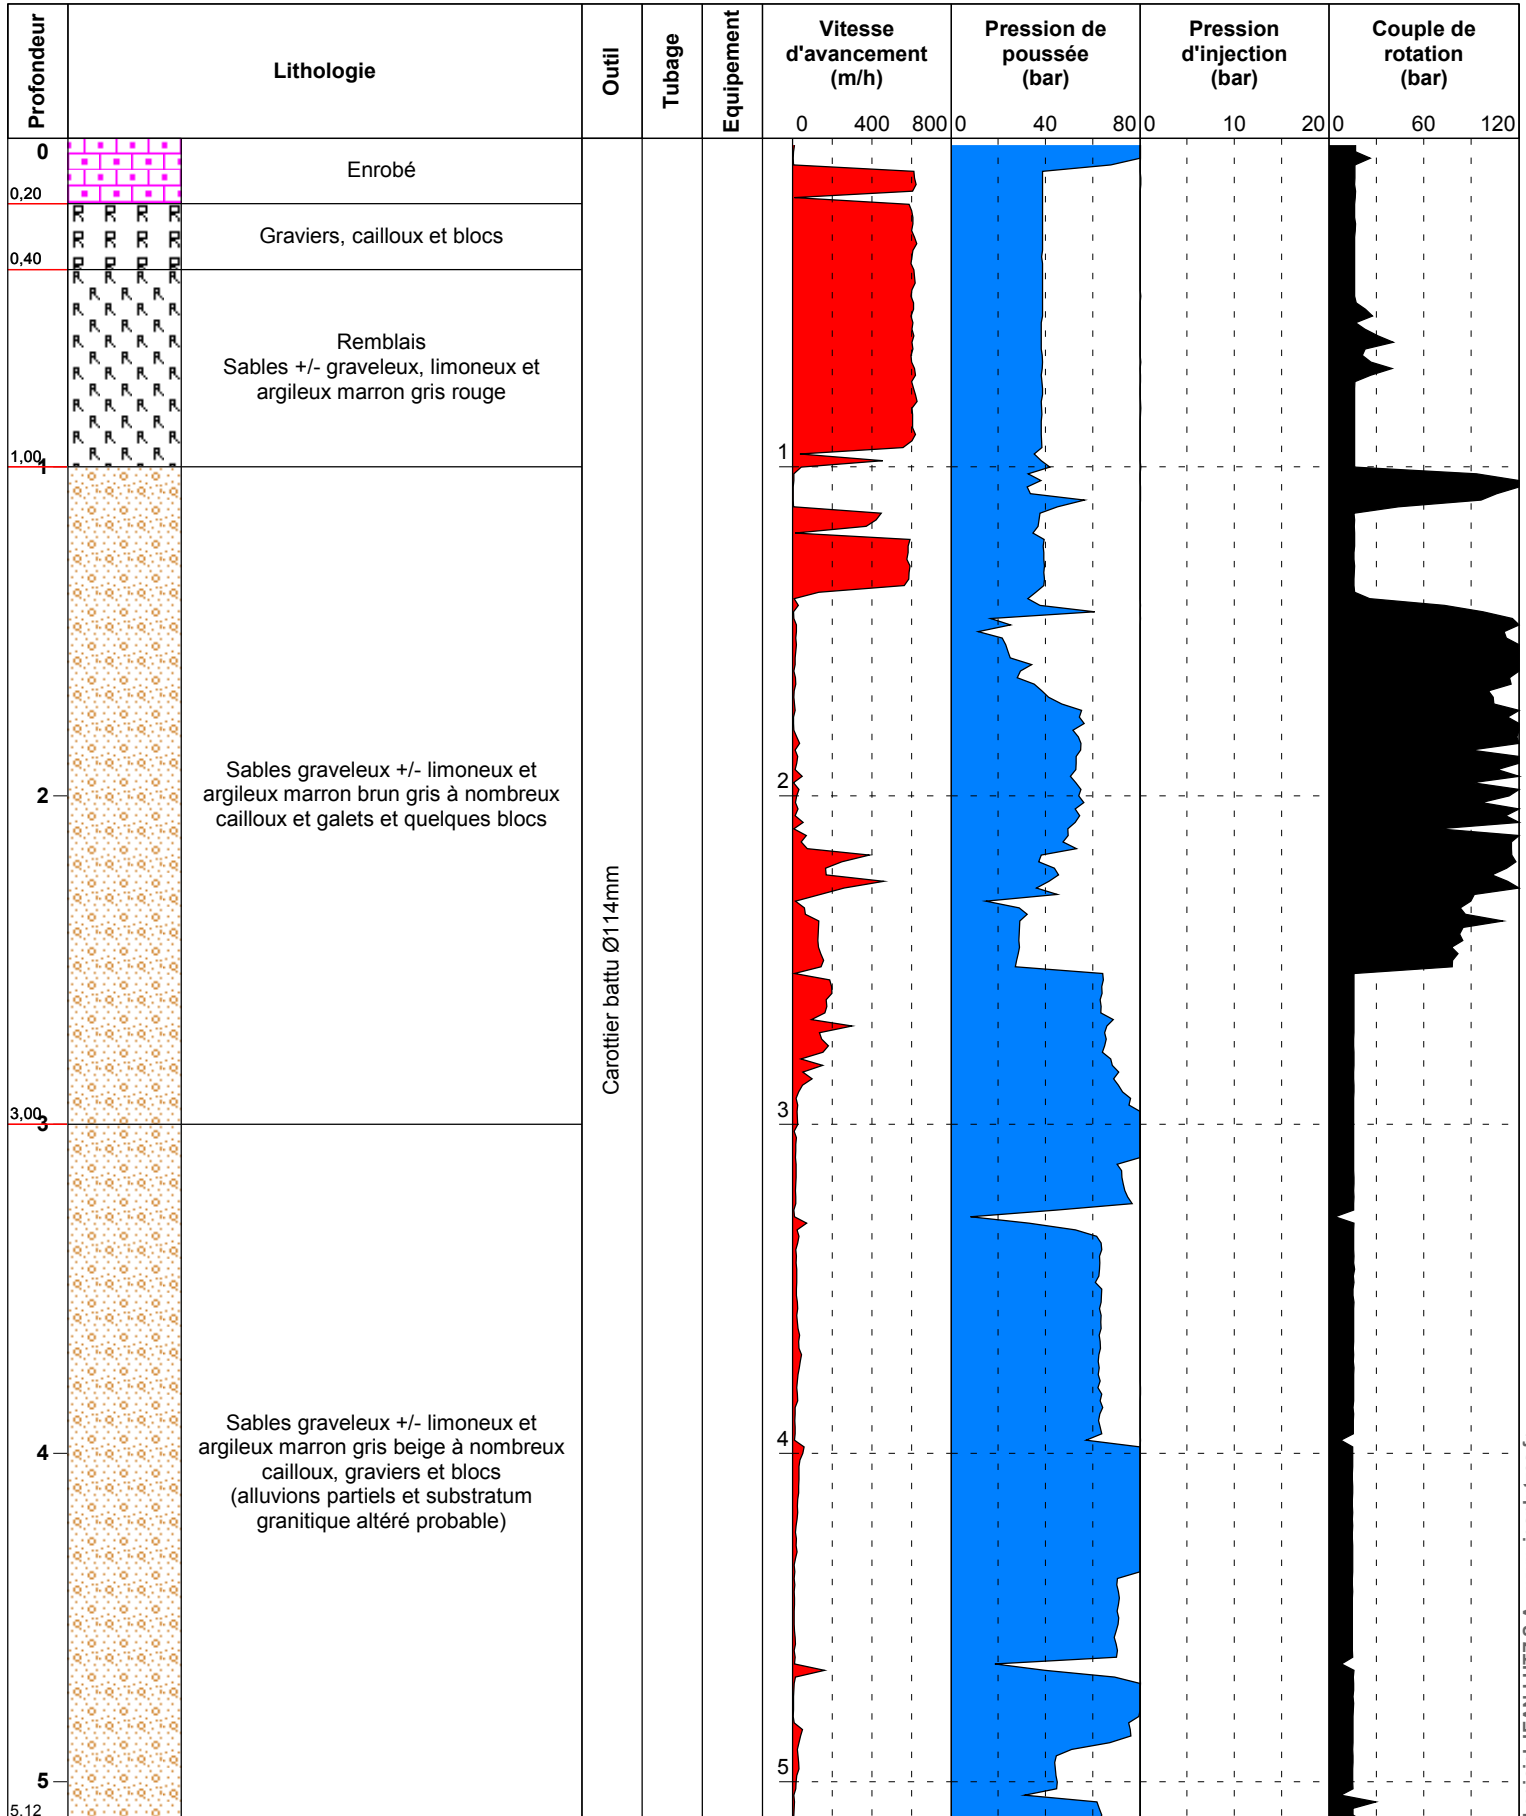 Profondeur
Lithologie
Outil
Tubage
Equipement
Vitesse
d'avancement
(m/h)
Pression de
poussée
(bar)
Pression
d'injection
(bar)
Couple de
rotation
(bar)
0 400 800
0 40 80
0 10 20
0 60 120
0
Enrobé
0,20
Graviers, cailloux et blocs
0,40
Remblais
Sables +/- graveleux, limoneux et
argileux marron gris rouge
1,00
1
1
Sables graveleux +/- limoneux et
argileux marron brun gris à nombreux
cailloux et galets et quelques blocs
2
2
Carottier battu Ø114mm
3,00
3
3
Sables graveleux +/- limoneux et
argileux marron gris beige à nombreux
cailloux, graviers et blocs
(alluvions partiels et substratum
granitique altéré probable)
4
4
5
5
5.12